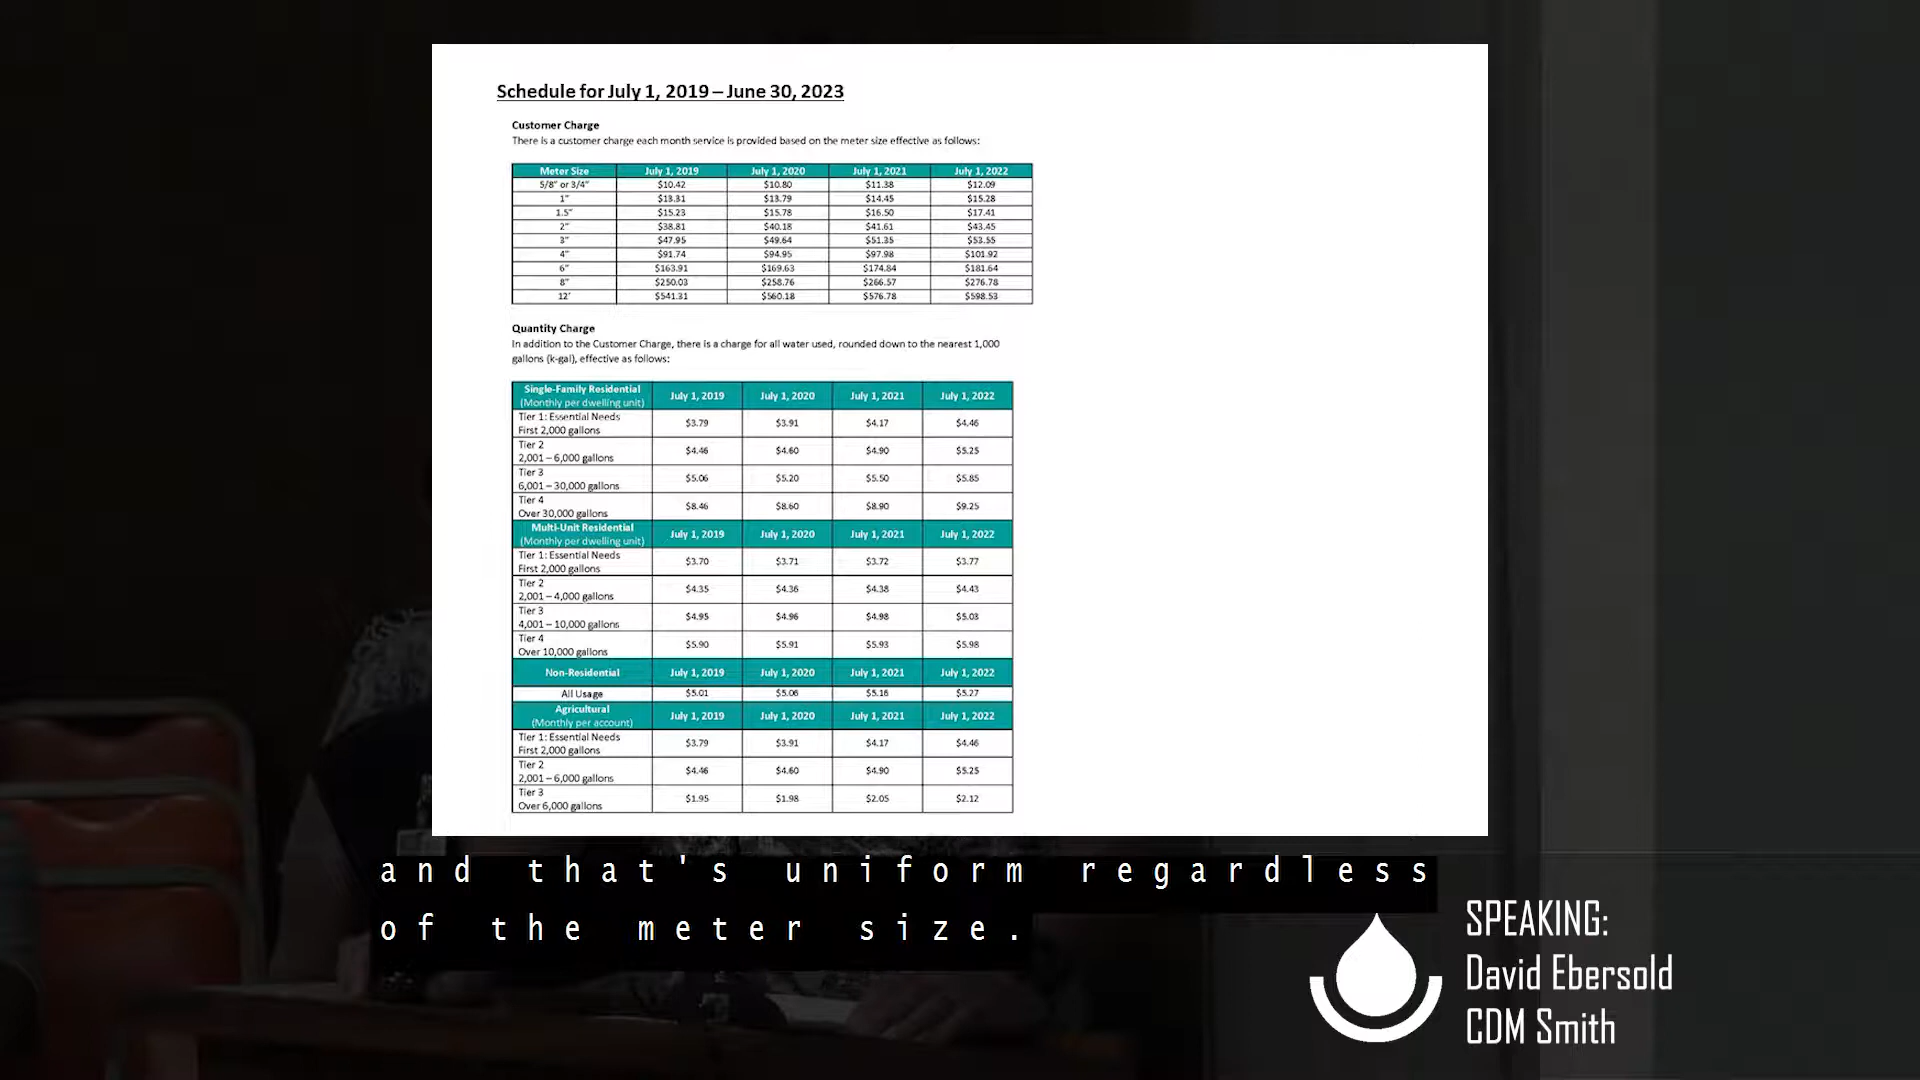 Schedule for July 1, 2019 – June 30, 2023
Customer Charge
There is a customer charge each month service is provided based on the meter size effective as follows:
Meter Size July 1, 2019 July 1, 2020 July 1, 2021 July 1, 2022
5/8" or 3/4" $10.42 $10.80 $11.38 $12.09
1" $13.31 $13.79 $14.45 $15.28
1.5" $15.23 $15.78 $16.50 $17.41
2" $38.81 $40.18 $41.61 $43.45
3" $47.95 $49.64 $51.35 $53.55
4" $91.74 $94.95 $97.98 $101.92
6" $163.91 $169.63 $174.84 $181.64
8" $250.03 $258.76 $266.57 $276.78
12' $541.31 $560.18 $576.78 $598.53
Quantity Charge
In addition to the Customer Charge, there is a charge for all water used, rounded down to the nearest 1,000
gallons (k-gal), effective as follows:
Single-Family Residential
(Monthly per dwelling unit) July 1, 2019 July 1, 2020 July 1, 2021 July 1, 2022
Tier 1: Essential Needs
First 2,000 gallons $3.79 $3.91 $4.17 $4.46
Tier 2
2,001 – 6,000 gallons $4.46 $4.60 $4.90 $5.25
Tier 3
6,001 – 30,000 gallons $5.06 $5.20 $5.50 $5.85
Tier 4
Over 30,000 gallons $8.46 $8.60 $8.90 $9.25
Multi-Unit Residential
(Monthly per dwelling unit) July 1, 2019 July 1, 2020 July 1, 2021 July 1, 2022
Tier 1: Essential Needs
First 2,000 gallons $3.70 $3.71 $3.72 $3.77
Tier 2
2,001 – 4,000 gallons $4.35 $4.36 $4.38 $4.43
Tier 3
4,001 – 10,000 gallons $4.95 $4.96 $4.98 $5.03
Tier 4
Over 10,000 gallons $5.90 $5.91 $5.93 $5.98
Non-Residential July 1, 2019 July 1, 2020 July 1, 2021 July 1, 2022
All Usage $5.01 $5.06 $5.16 $5.27
Agricultural
(Monthly per account) July 1, 2019 July 1, 2020 July 1, 2021 July 1, 2022
Tier 1: Essential Needs
First 2,000 gallons $3.79 $3.91 $4.17 $4.46
Tier 2
2,001 – 6,000 gallons $4.46 $4.60 $4.90 $5.25
Tier 3
Over 6,000 gallons $1.95 $1.98 $2.05 $2.12
and that's uniform regardless
of the meter size.
SPEAKING:
David Ebersold
CDM Smith